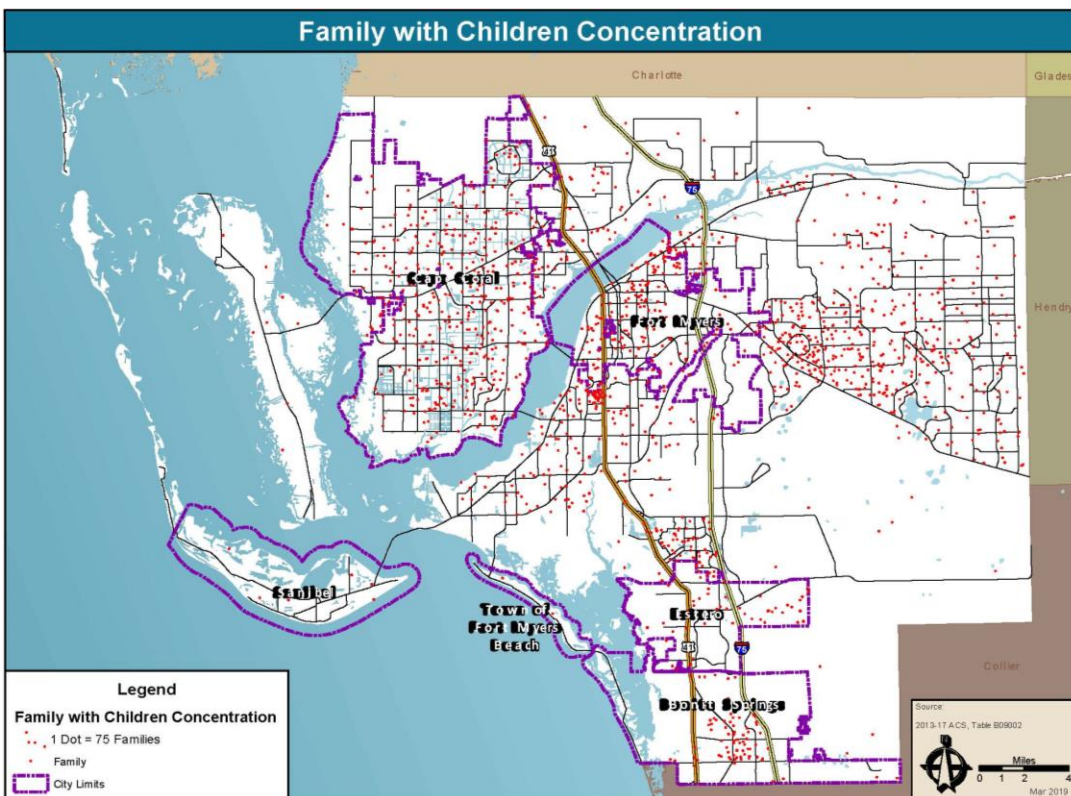 Family with Children Concentration
Charlotte
Glades
41
75
Hendry
Cape Coral
Fort Myers
Sanibel
Town of
Fort Myers
Beach
Estero
41
75
Collier
Bonita Springs
Legend
Family with Children Concentration
1 Dot = 75 Families
Family
City Limits
Source:
2013-17 ACS, Table B09002
Miles
0 1 2 4
Mar 2019